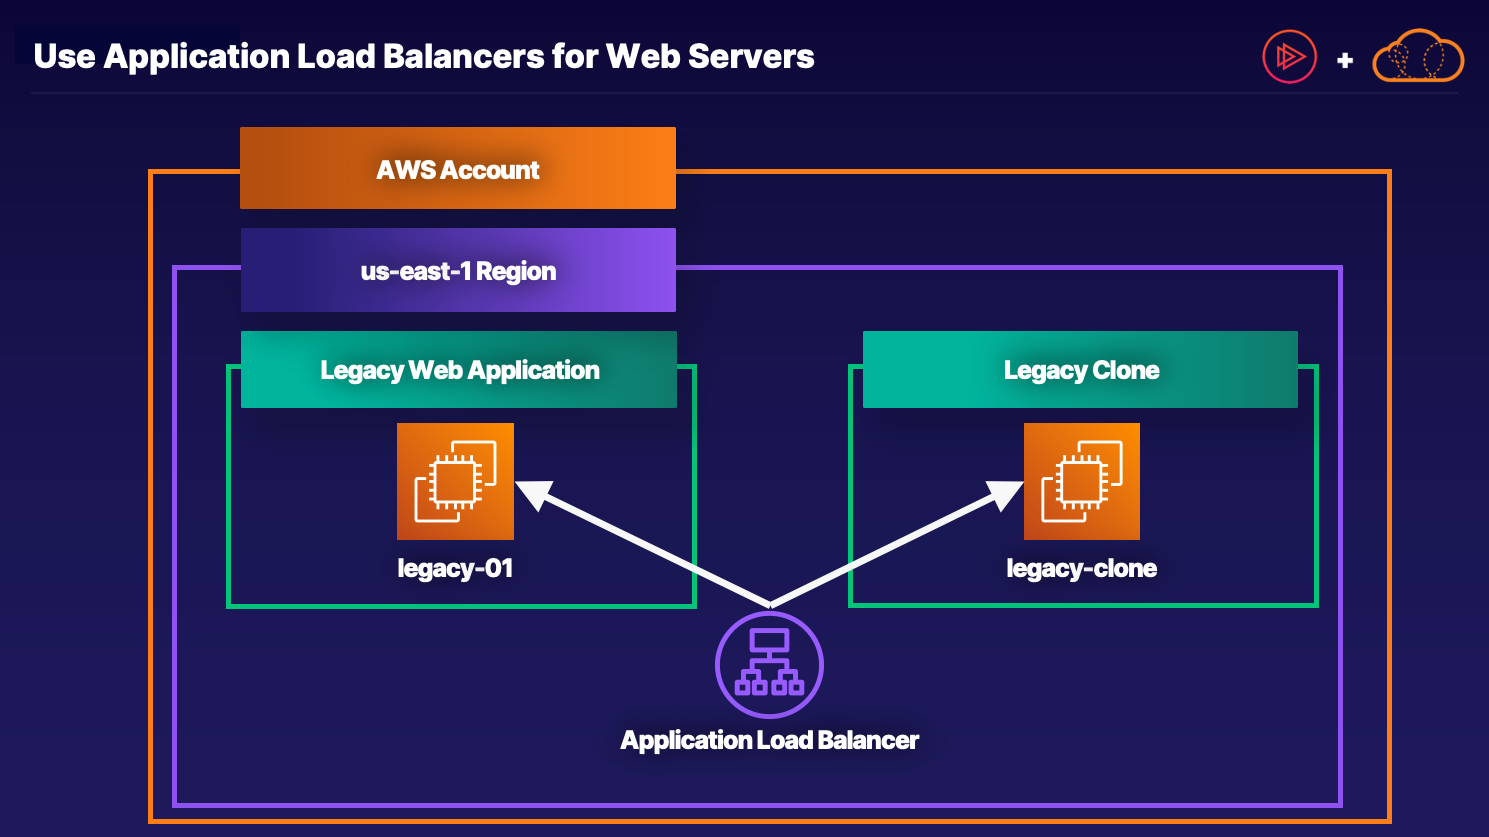 Use Application Load Balancers for Web Servers
+
AWS Account
us-east-1 Region
Legacy Web Application
Legacy Clone
legacy-01
legacy-clone
Application Load Balancer